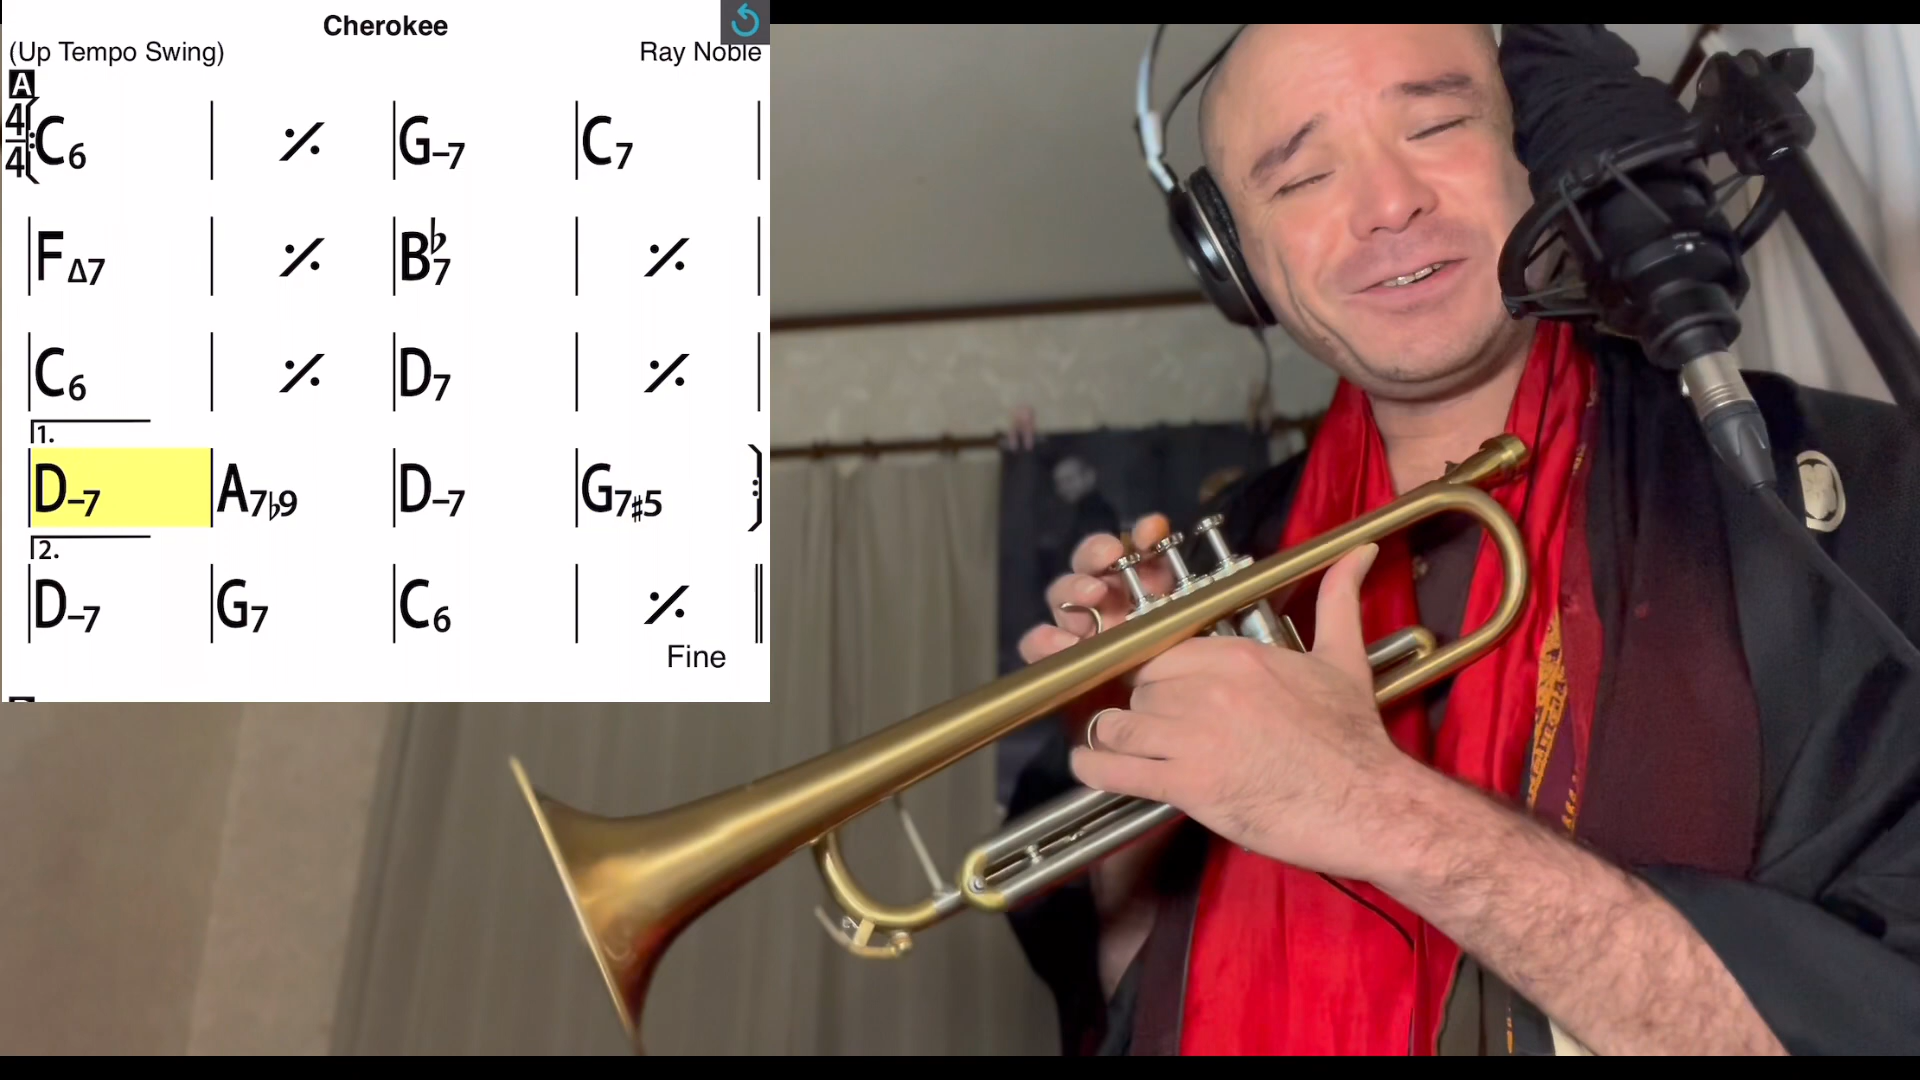 Cherokee
(Up Tempo Swing) Ray Noble
A
4/4 C6 | 𝄎 | G–7 | C7
FΔ7 | 𝄎 | B♭7 | 𝄎
C6 | 𝄎 | D7 | 𝄎
1.
D–7 | A7♭9 | D–7 | G7♯5
2.
D–7 | G7 | C6 | 𝄎
Fine